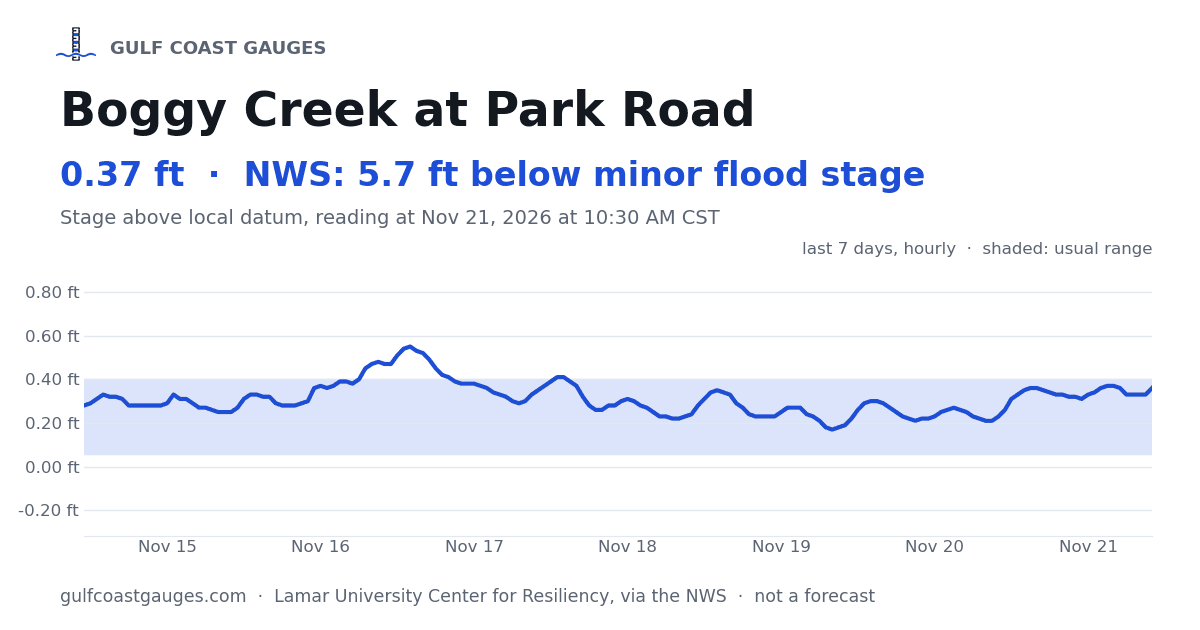 GULF COAST GAUGES
Boggy Creek at Park Road
0.37 ft · NWS: 5.7 ft below minor flood stage
Stage above local datum, reading at Nov 21, 2026 at 10:30 AM CST
last 7 days, hourly · shaded: usual range
0.80 ft
0.60 ft
0.40 ft
0.20 ft
0.00 ft
-0.20 ft
Nov 15 Nov 16 Nov 17 Nov 18 Nov 19 Nov 20 Nov 21
gulfcoastgauges.com · Lamar University Center for Resiliency, via the NWS · not a forecast